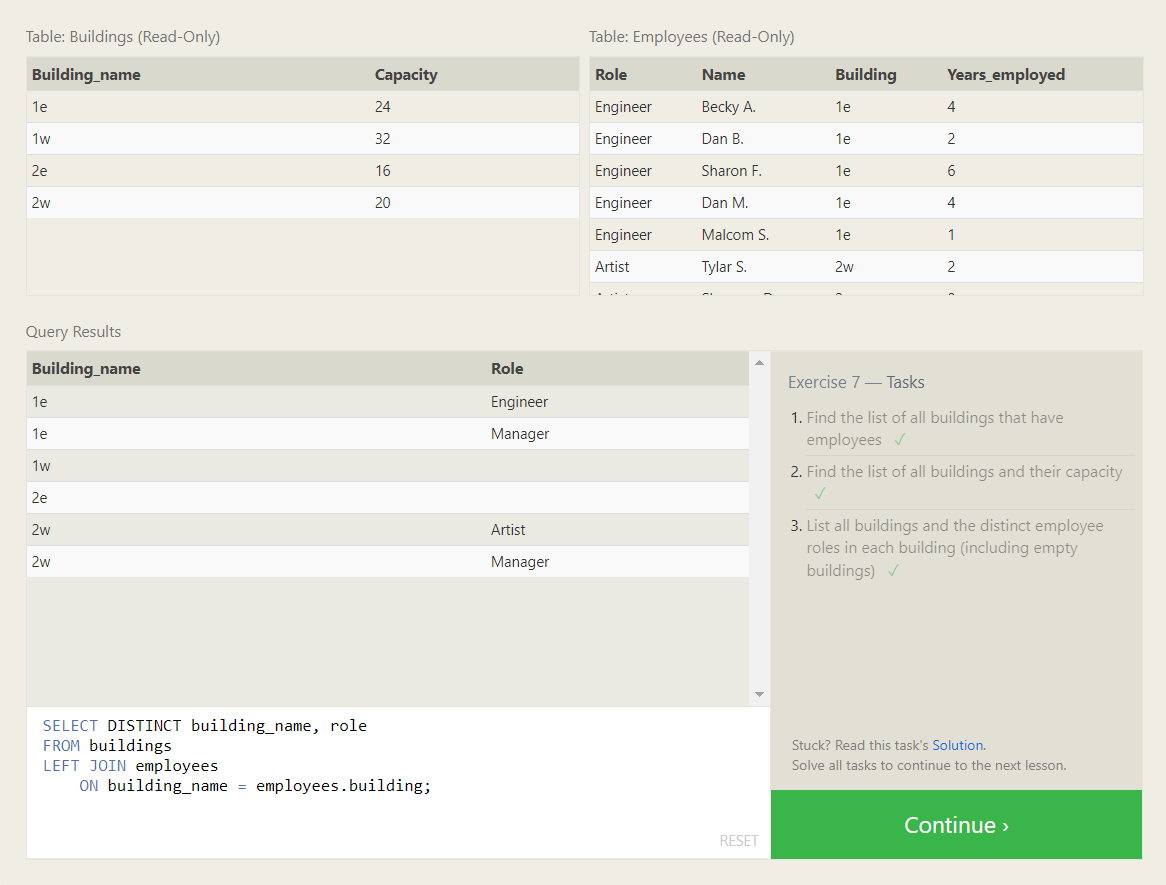 Table: Buildings (Read-Only)
Building_name Capacity
1e 24
1w 32
2e 16
2w 20
Table: Employees (Read-Only)
Role Name Building Years_employed
Engineer Becky A. 1e 4
Engineer Dan B. 1e 2
Engineer Sharon F. 1e 6
Engineer Dan M. 1e 4
Engineer Malcom S. 1e 1
Artist Tylar S. 2w 2
Query Results
Building_name Role
1e Engineer
1e Manager
1w
2e
2w Artist
2w Manager
SELECT DISTINCT building_name, role
FROM buildings
LEFT JOIN employees
ON building_name = employees.building;
RESET
Exercise 7 — Tasks
1. Find the list of all buildings that have
employees ✓
2. Find the list of all buildings and their capacity
✓
3. List all buildings and the distinct employee
roles in each building (including empty
buildings) ✓
Stuck? Read this task's Solution.
Solve all tasks to continue to the next lesson.
Continue ›